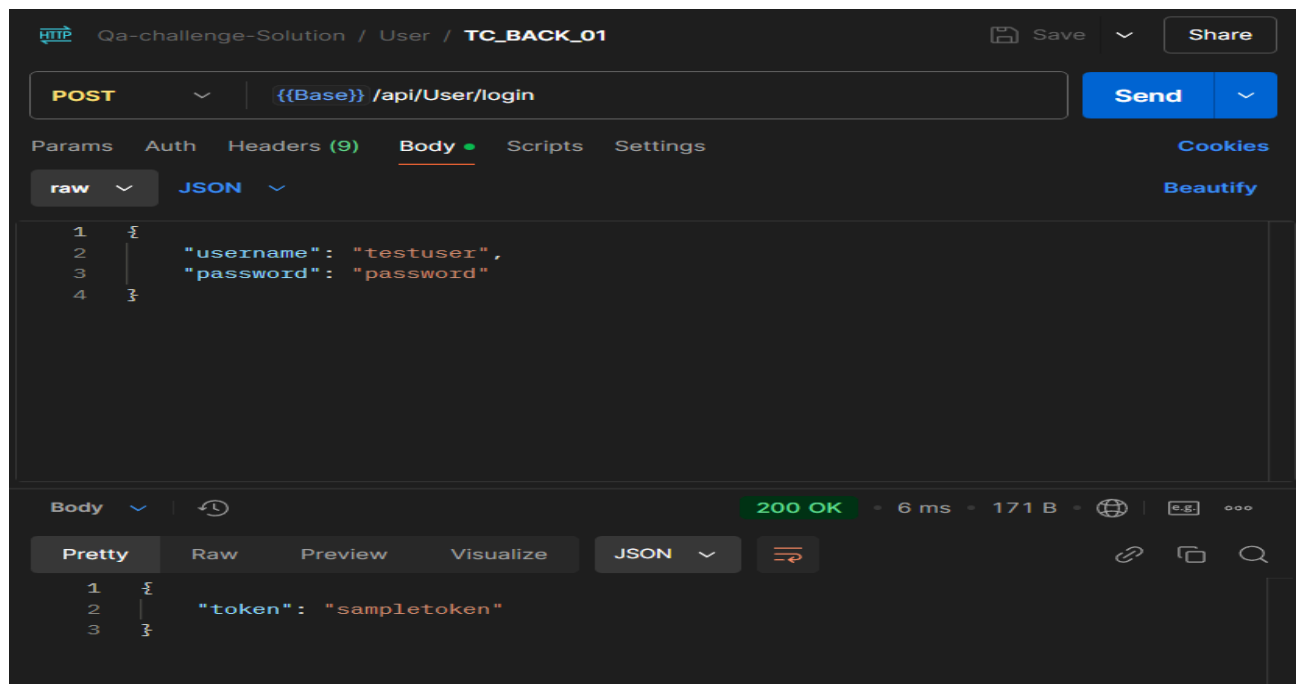 HTTP Qa-challenge-Solution / User / TC_BACK_01 Save Share
POST {{Base}} /api/User/login Send
Params Auth Headers (9) Body Scripts Settings Cookies
raw JSON Beautify
1 {
2 "username": "testuser",
3 "password": "password"
4 }
Body 200 OK • 6 ms • 171 B • e.g. ooo
Pretty Raw Preview Visualize JSON
1 {
2 "token": "sampletoken"
3 }